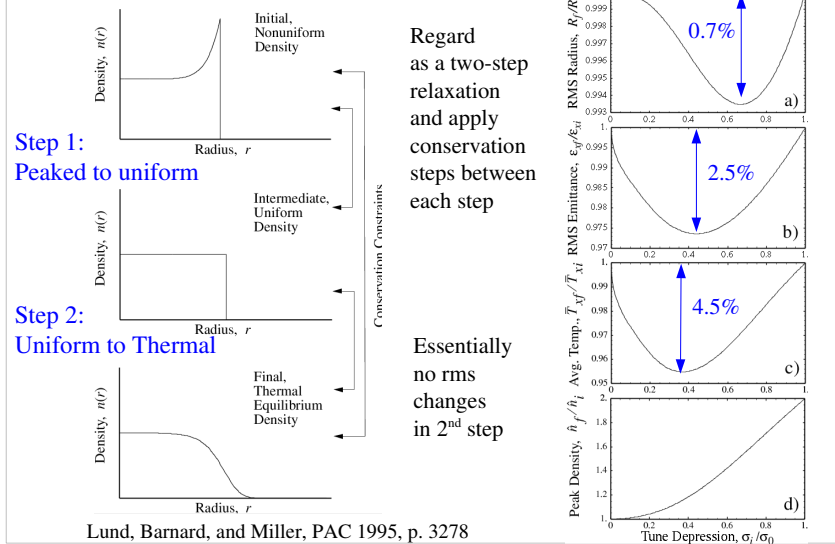 Initial,
Nonuniform
Density
Density, n(r)
Radius, r
Step 1:
Peaked to uniform
Intermediate,
Uniform
Density
Density, n(r)
Step 2:
Uniform to Thermal
Final,
Thermal
Equilibrium
Density
Density, n(r)
Radius, r
Conservation Constraints
Regard
as a two-step
relaxation
and apply
conservation
steps between
each step
Essentially
no rms
changes
in 2nd step
RMS Radius, R_f/R
0.999
0.997
0.996
0.995
0.994
0.993
0.7%
a)
0 0.2 0.4 0.6 0.8 1.
RMS Emittance, ε_xf/ε_xi
1.
0.995
0.99
0.985
0.98
0.975
0.97
2.5%
b)
0 0.2 0.4 0.6 0.8 1.
Avg. Temp., T̅_xf/T̅_xi
1.
0.99
0.98
0.97
0.96
0.95
4.5%
c)
0 0.2 0.4 0.6 0.8 1.
Peak Density, n̂_f/n̂_i
2.
1.8
1.6
1.4
1.2
1.
d)
0 0.2 0.4 0.6 0.8 1.
Tune Depression, σ_i/σ_0
Lund, Barnard, and Miller, PAC 1995, p. 3278